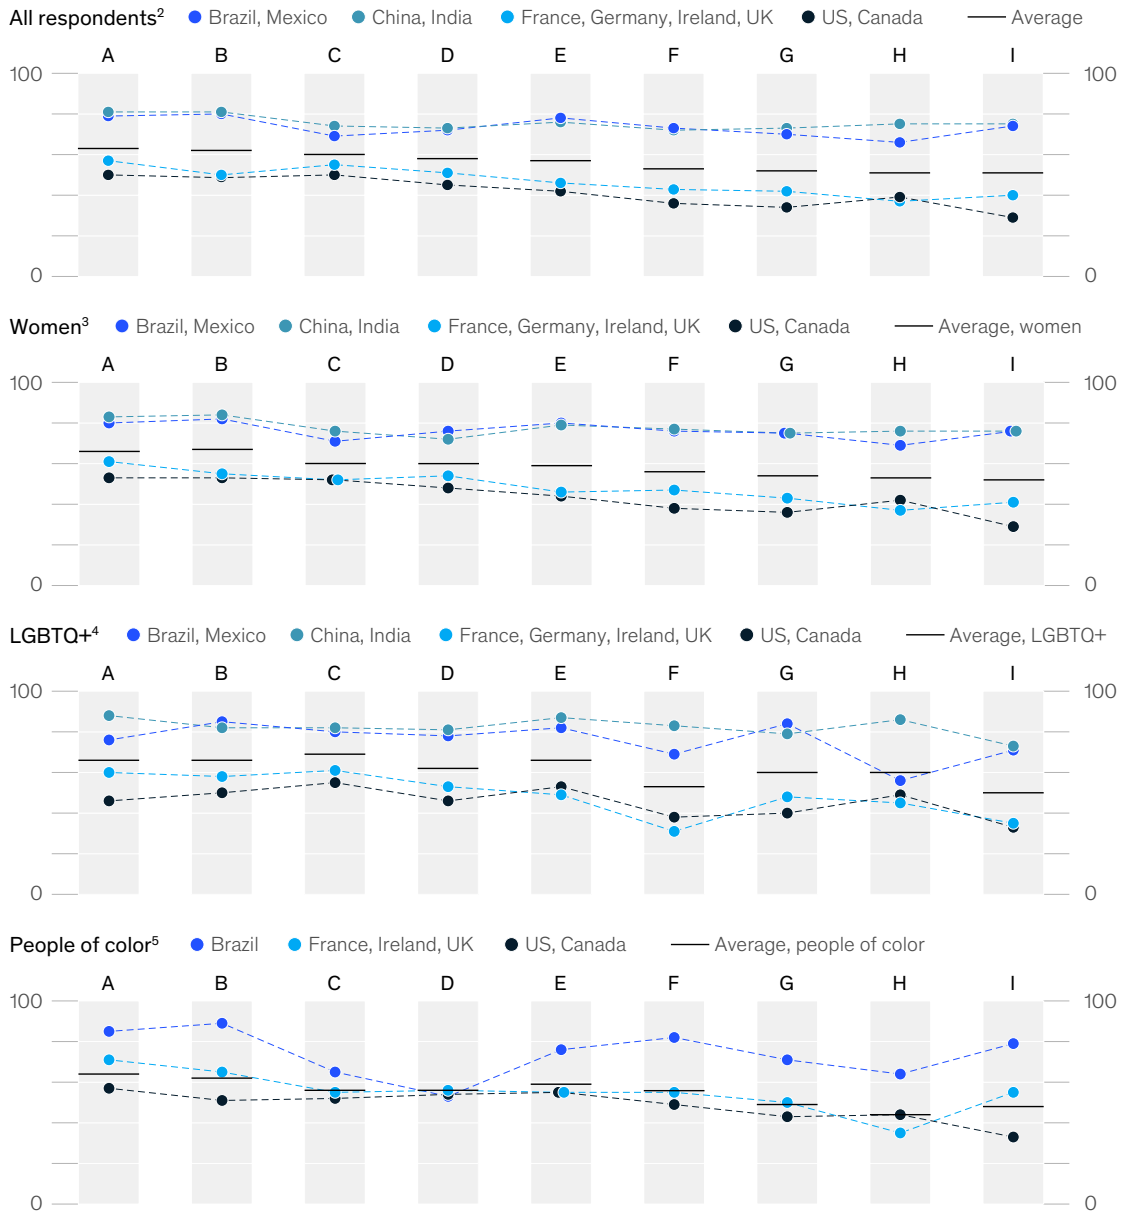 All respondents² Brazil, Mexico China, India France, Germany, Ireland, UK US, Canada Average
A B C D E F G H I
100 100
0 0
Women³ Brazil, Mexico China, India France, Germany, Ireland, UK US, Canada Average, women
A B C D E F G H I
100 100
0 0
LGBTQ+⁴ Brazil, Mexico China, India France, Germany, Ireland, UK US, Canada Average, LGBTQ+
A B C D E F G H I
100 100
0 0
People of color⁵ Brazil France, Ireland, UK US, Canada Average, people of color
A B C D E F G H I
100 100
0 0